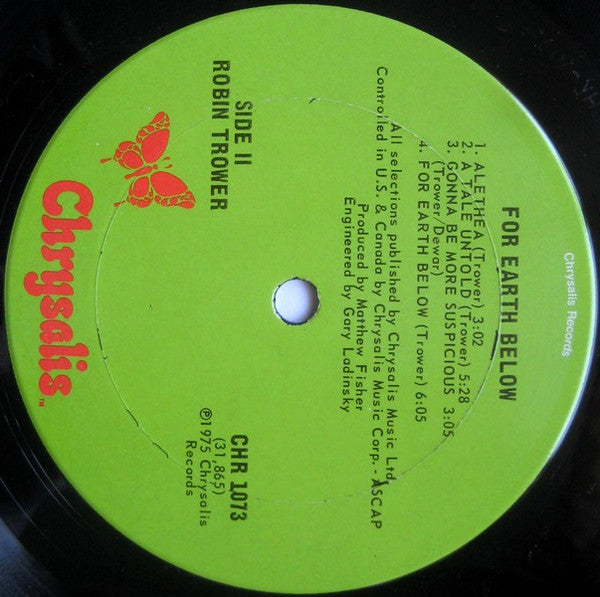 Chrysalis Records
FOR EARTH BELOW
1. ALETHEA (Trower) 3:02
2. A TALE UNTOLD (Trower) 5:28
3. GONNA BE MORE SUSPICIOUS 3:05
(Trower/Dewar)
4. FOR EARTH BELOW (Trower) 6:05
All selections published by Chrysalis Music Ltd.
Controlled in U.S. & Canada by Chrysalis Music Corp. - ASCAP
Produced by Matthew Fisher
Engineered by Gary Ladinsky
SIDE II
ROBIN TROWER
CHR 1073
(31,865)
℗1975 Chrysalis
Records
Chrysalis™